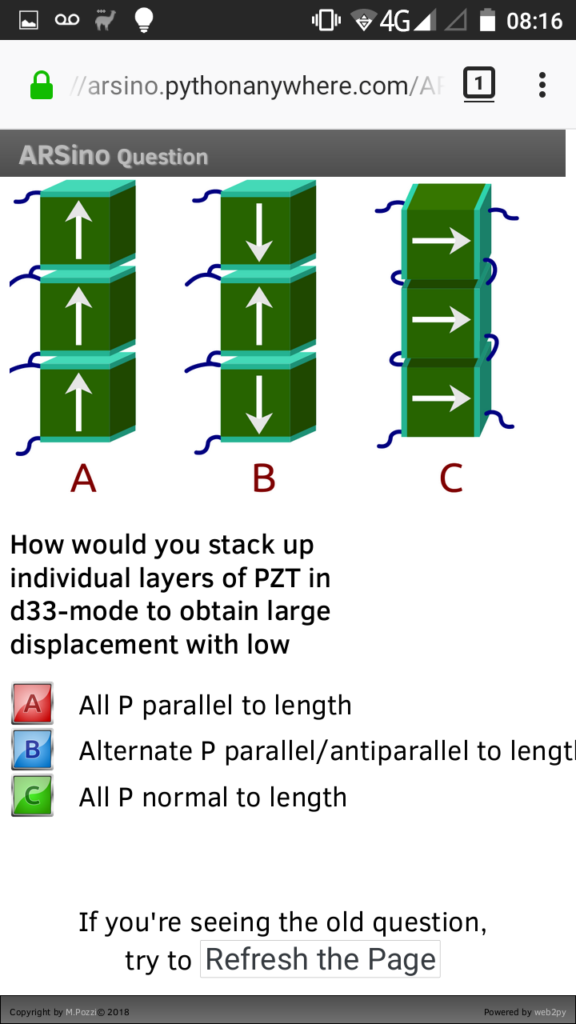 4G 08:16
//arsino.pythonanywhere.com/AR 1
ARSino Question
A B C
How would you stack up
individual layers of PZT in
d33-mode to obtain large
displacement with low
A All P parallel to length
B Alternate P parallel/antiparallel to lengt
C All P normal to length
If you're seeing the old question,
try to Refresh the Page
Copyright by M.Pozzi© 2018 Powered by web2py